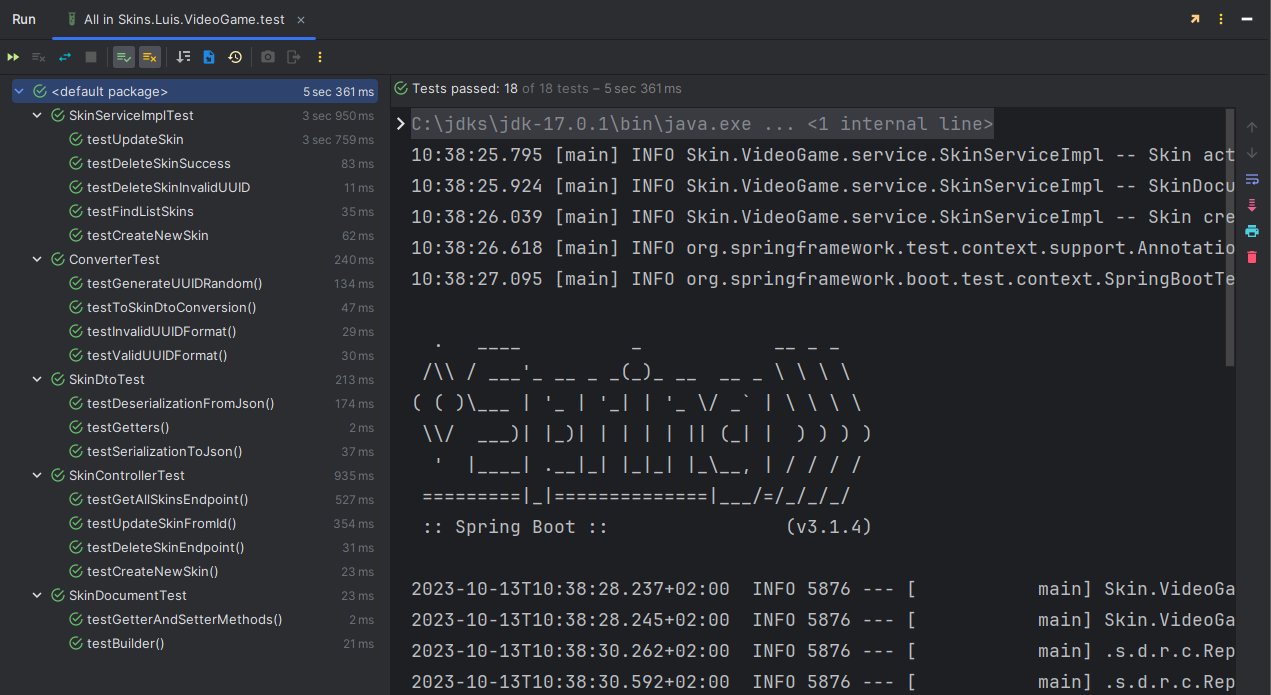 Run
All in Skins.Luis.VideoGame.test
<default package> 5 sec 361 ms
SkinServiceImplTest 3 sec 950 ms
testUpdateSkin 3 sec 759 ms
testDeleteSkinSuccess 83 ms
testDeleteSkinInvalidUUID 11 ms
testFindListSkins 35 ms
testCreateNewSkin 62 ms
ConverterTest 240 ms
testGenerateUUIDRandom() 134 ms
testToSkinDtoConversion() 47 ms
testInvalidUUIDFormat() 29 ms
testValidUUIDFormat() 30 ms
SkinDtoTest 213 ms
testDeserializationFromJson() 174 ms
testGetters() 2 ms
testSerializationToJson() 37 ms
SkinControllerTest 935 ms
testGetAllSkinsEndpoint() 527 ms
testUpdateSkinFromId() 354 ms
testDeleteSkinEndpoint() 31 ms
testCreateNewSkin() 23 ms
SkinDocumentTest 23 ms
testGetterAndSetterMethods() 2 ms
testBuilder() 21 ms
Tests passed: 18 of 18 tests – 5 sec 361 ms
C:\jdks\jdk-17.0.1\bin\java.exe ... <1 internal line>
10:38:25.795 [main] INFO Skin.VideoGame.service.SkinServiceImpl -- Skin act
10:38:25.924 [main] INFO Skin.VideoGame.service.SkinServiceImpl -- SkinDocu
10:38:26.039 [main] INFO Skin.VideoGame.service.SkinServiceImpl -- Skin cre
10:38:26.618 [main] INFO org.springframework.test.context.support.Annotatio
10:38:27.095 [main] INFO org.springframework.boot.test.context.SpringBootTe
  .   ____          _            __ _ _
 /\\ / ___'_ __ _ _(_)_ __  __ _ \ \ \ \
( ( )\___ | '_ | '_| | '_ \/ _` | \ \ \ \
 \\/  ___)| |_)| | | | | || (_| |  ) ) ) )
  '  |____| .__|_| |_|_| |_\__, | / / / /
 =========|_|==============|___/=/_/_/_/
 :: Spring Boot ::                (v3.1.4)
2023-10-13T10:38:28.237+02:00  INFO 5876 --- [           main] Skin.VideoGa
2023-10-13T10:38:28.245+02:00  INFO 5876 --- [           main] Skin.VideoGa
2023-10-13T10:38:30.262+02:00  INFO 5876 --- [           main] .s.d.r.c.Rep
2023-10-13T10:38:30.592+02:00  INFO 5876 --- [           main] .s.d.r.c.Rep